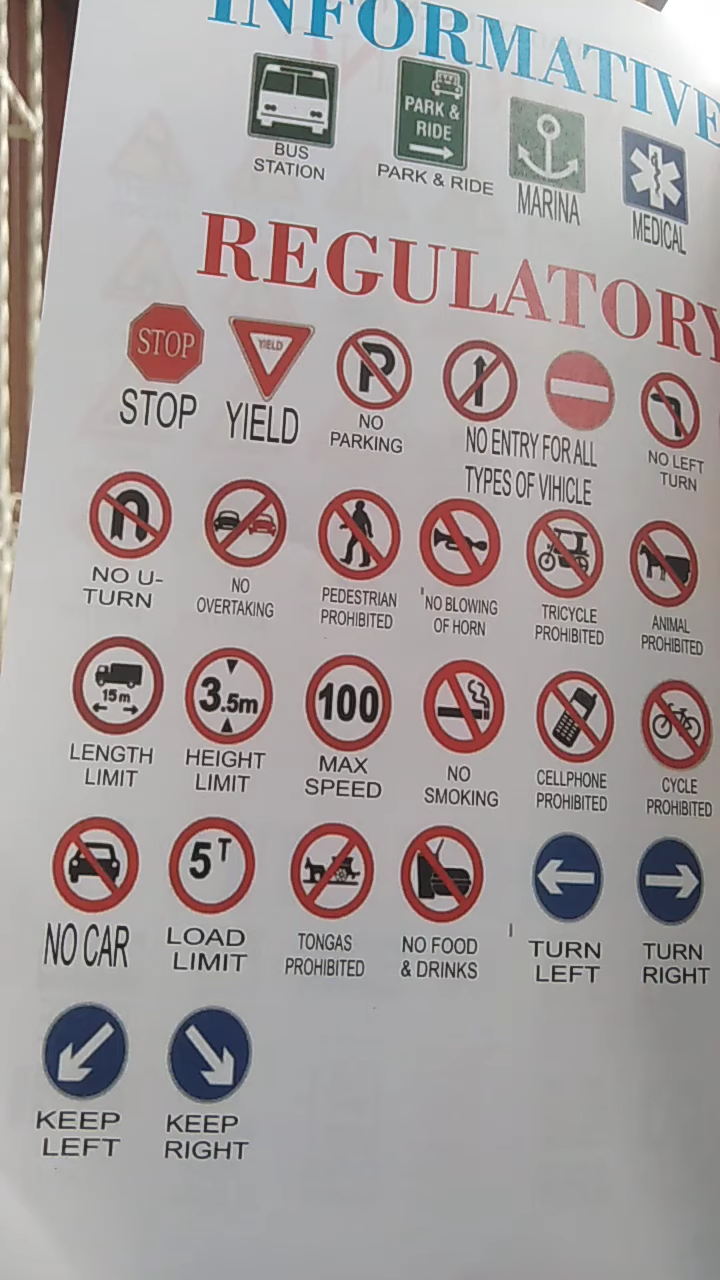 INFORMATIVE
PARK &
RIDE
BUS
STATION
PARK & RIDE
MARINA
MEDICAL
REGULATORY
STOP
YIELD
P
STOP
YIELD
NO
PARKING
NO ENTRY FOR ALL
TYPES OF VIHICLE
NO LEFT
TURN
NO U-
TURN
NO
OVERTAKING
PEDESTRIAN
PROHIBITED
NO BLOWING
OF HORN
TRICYCLE
PROHIBITED
ANIMAL
PROHIBITED
15m
3.5m
100
LENGTH
LIMIT
HEIGHT
LIMIT
MAX
SPEED
NO
SMOKING
CELLPHONE
PROHIBITED
CYCLE
PROHIBITED
5T
NO CAR
LOAD
LIMIT
TONGAS
PROHIBITED
NO FOOD
& DRINKS
TURN
LEFT
TURN
RIGHT
KEEP
LEFT
KEEP
RIGHT